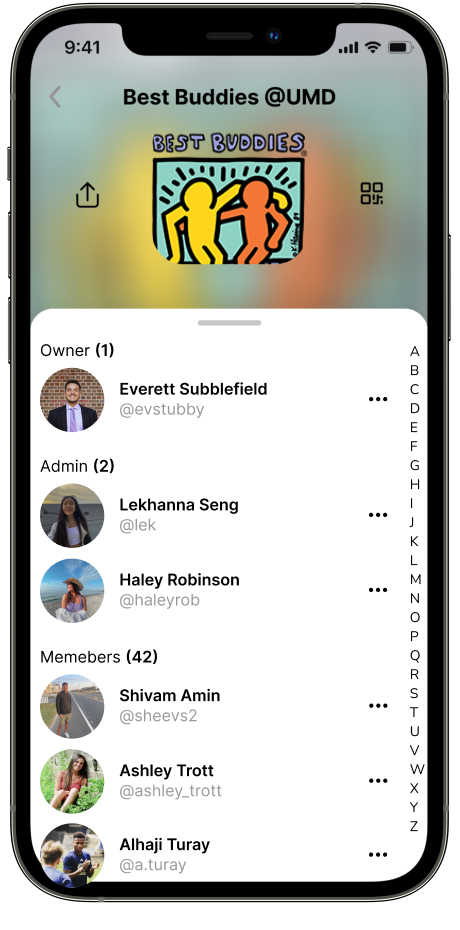 9:41
Best Buddies @UMD
BEST BUDDIES
®
Owner (1)
Everett Subblefield
@evstubby
Admin (2)
Lekhanna Seng
@lek
Haley Robinson
@haleyrob
Memebers (42)
Shivam Amin
@sheevs2
Ashley Trott
@ashley_trott
Alhaji Turay
@a.turay
A
B
C
D
E
F
G
H
I
J
K
L
M
N
O
P
Q
R
S
T
U
V
W
X
Y
Z